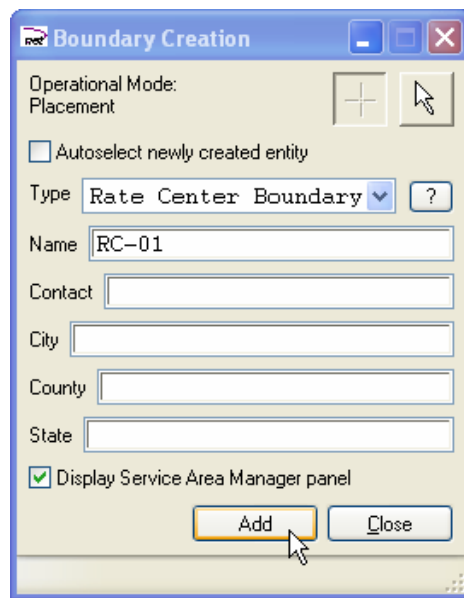 Boundary Creation
Operational Mode:
Placement
Autoselect newly created entity
Type Rate Center Boundary ?
Name RC-01
Contact
City
County
State
Display Service Area Manager panel
Add Close